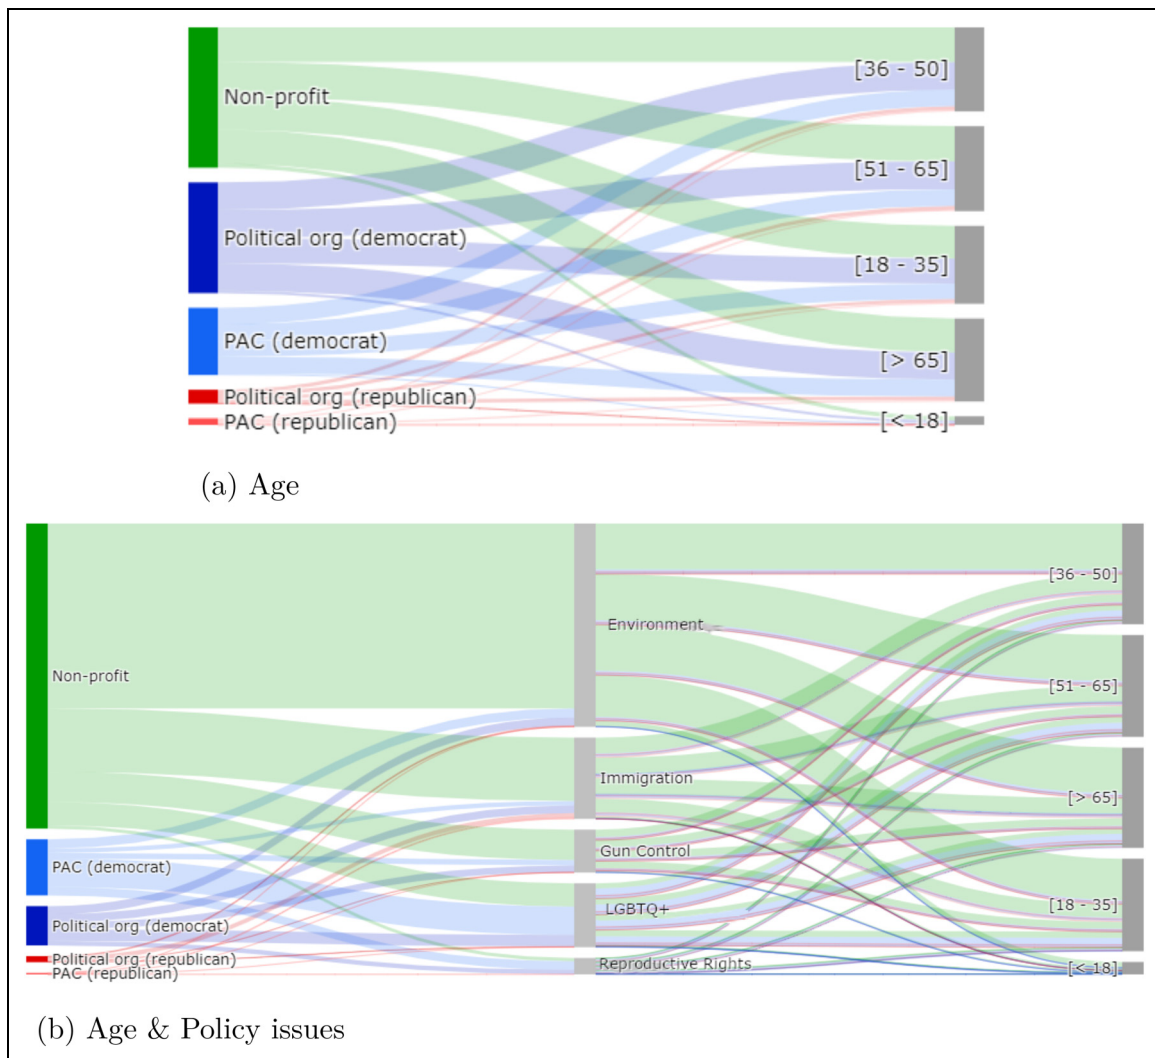 Non-profit
Political org (democrat)
PAC (democrat)
Political org (republican)
PAC (republican)
[36 - 50]
[51 - 65]
[18 - 35]
[> 65]
[< 18]
(a) Age
Non-profit
PAC (democrat)
Political org (democrat)
Political org (republican)
PAC (republican)
Environment
Immigration
Gun Control
LGBTQ+
Reproductive Rights
[36 - 50]
[51 - 65]
[> 65]
[18 - 35]
[< 18]
(b) Age & Policy issues